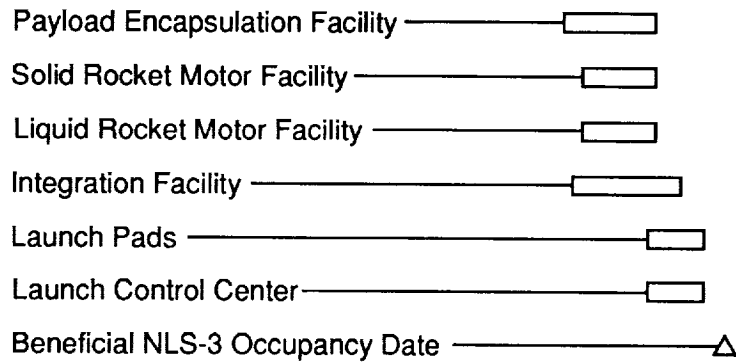 Payload Encapsulation Facility
Solid Rocket Motor Facility
Liquid Rocket Motor Facility
Integration Facility
Launch Pads
Launch Control Center
Beneficial NLS-3 Occupancy Date